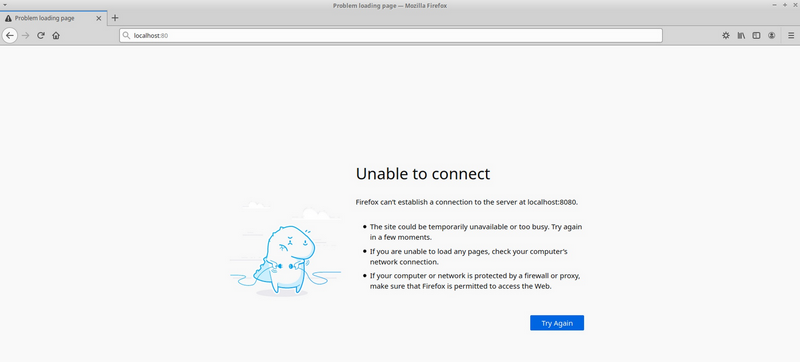 Problem loading page — Mozilla Firefox
Problem loading page
localhost:80
Unable to connect
Firefox can't establish a connection to the server at localhost:8080.
The site could be temporarily unavailable or too busy. Try again
in a few moments.
If you are unable to load any pages, check your computer's
network connection.
If your computer or network is protected by a firewall or proxy,
make sure that Firefox is permitted to access the Web.
Try Again